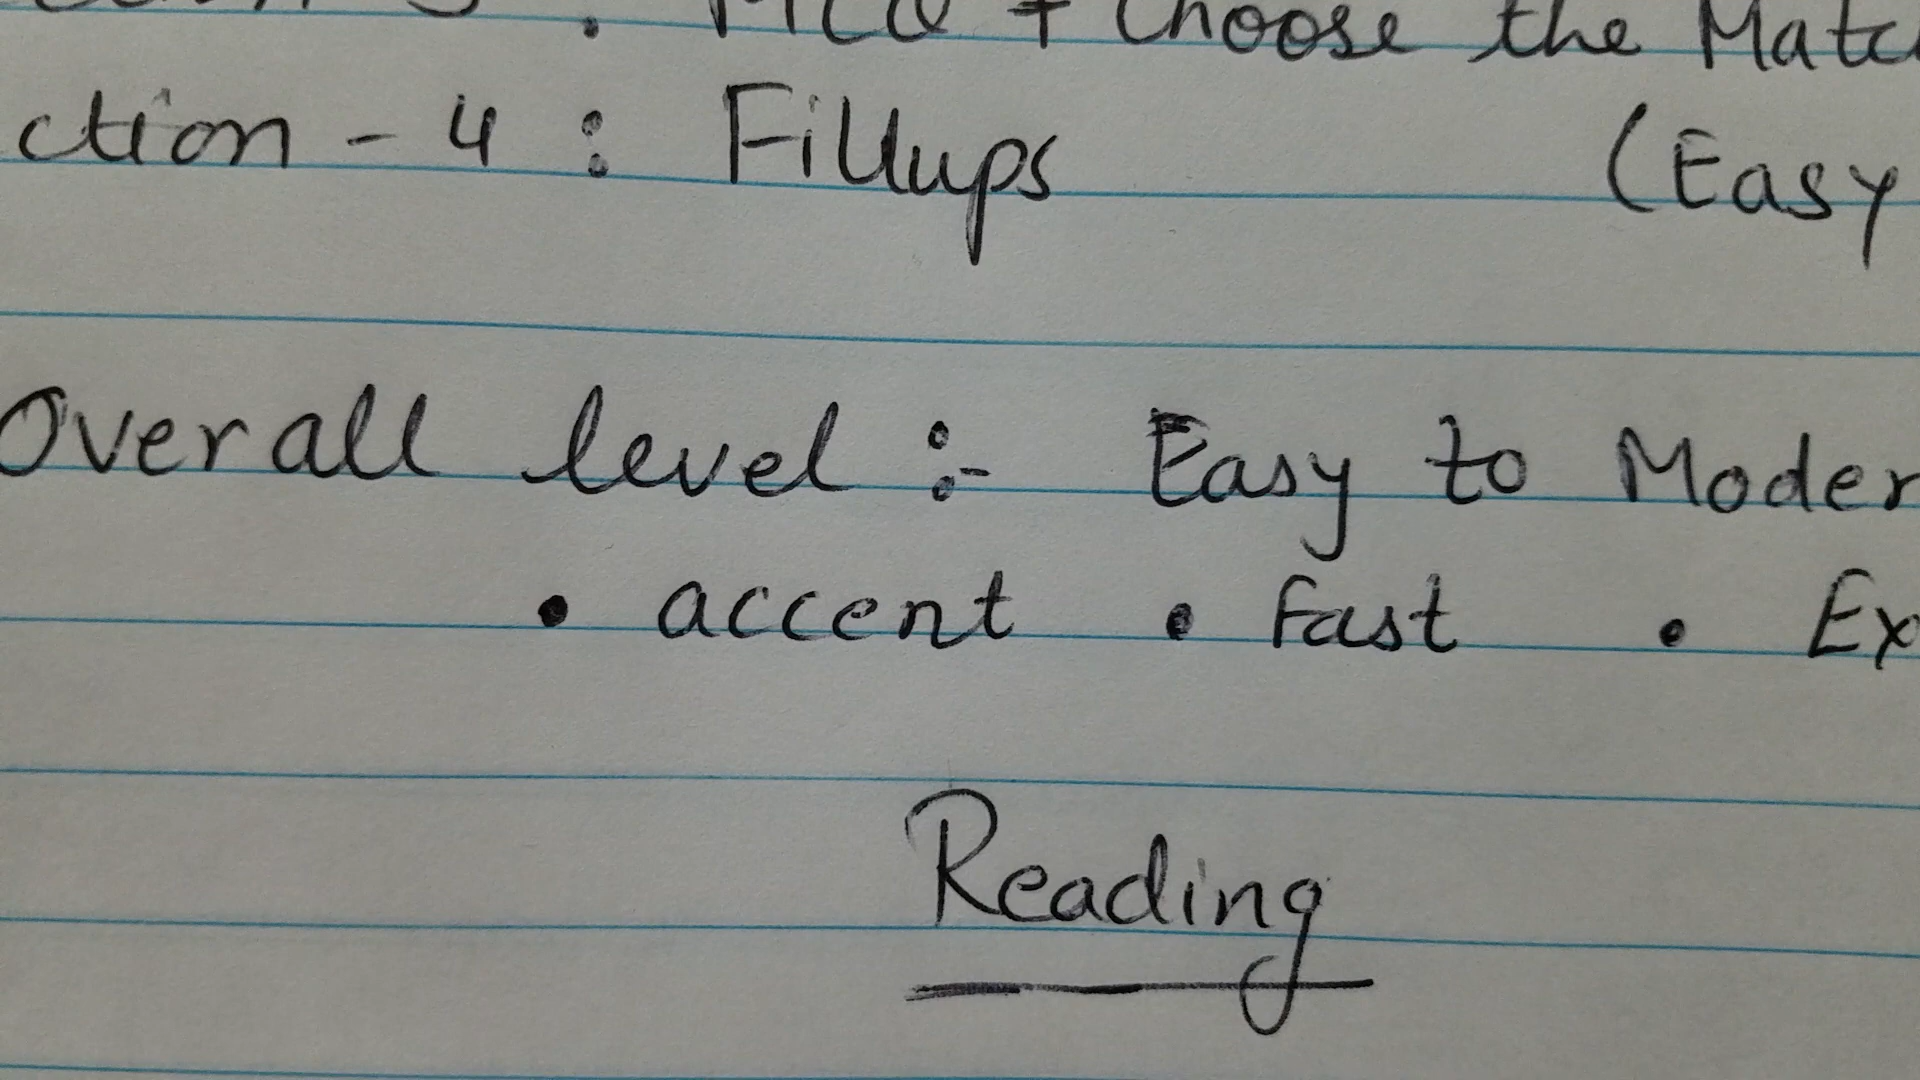 : MCQ + Choose the Matc
ction - 4 : Fillups (Easy
Overall level :- Easy to Moder
• accent • Fast • Ex
Reading